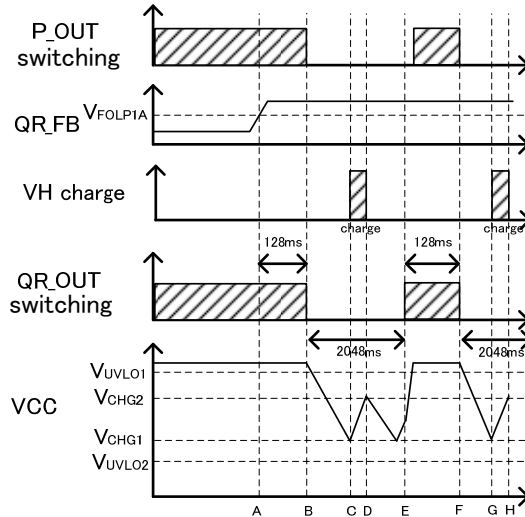 P_OUT
switching
QR_FB
VFOLP1A
VH charge
charge
charge
128ms
128ms
QR_OUT
switching
2048ms
2048ms
VCC
VUVLO1
VCHG2
VCHG1
VUVLO2
A B C D E F G H